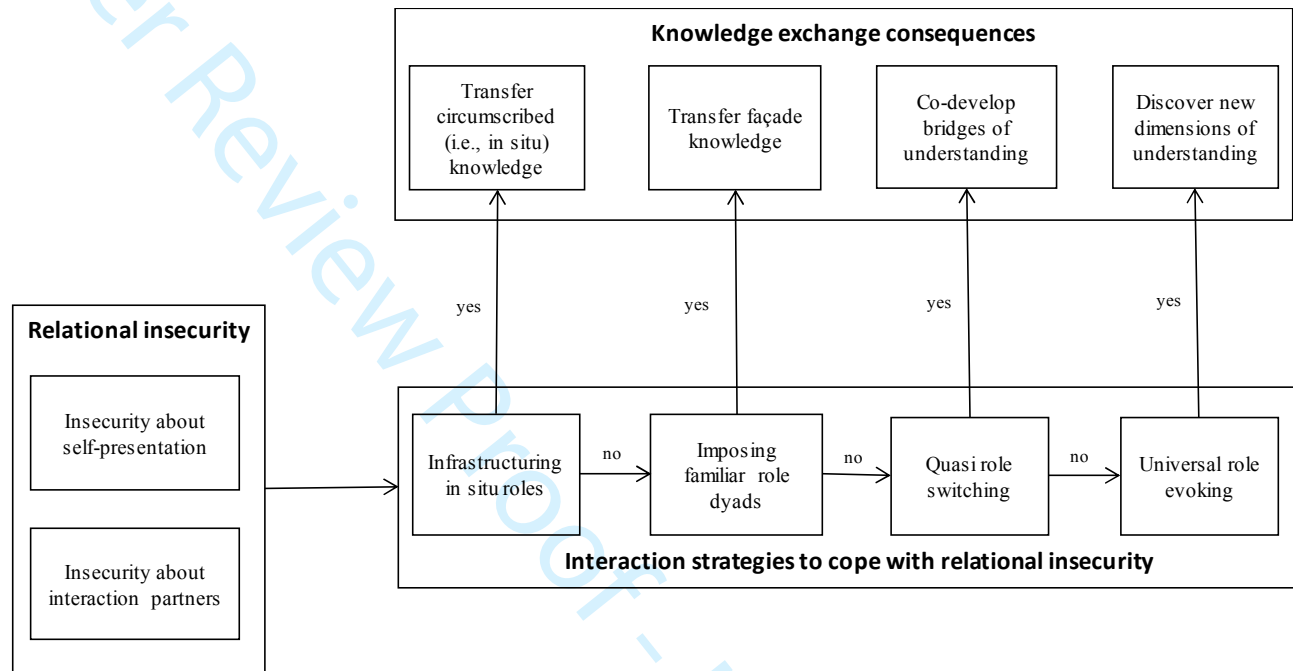 Knowledge exchange consequences
Transfer
circumscribed
(i.e., in situ)
knowledge
Transfer façade
knowledge
Co-develop
bridges of
understanding
Discover new
dimensions of
understanding
yes
yes
yes
yes
Relational insecurity
Insecurity about
self-presentation
Insecurity about
interaction partners
Infrastructuring
in situ roles
no
Imposing
familiar role
dyads
no
Quasi role
switching
no
Universal role
evoking
Interaction strategies to cope with relational insecurity
Review Proof -